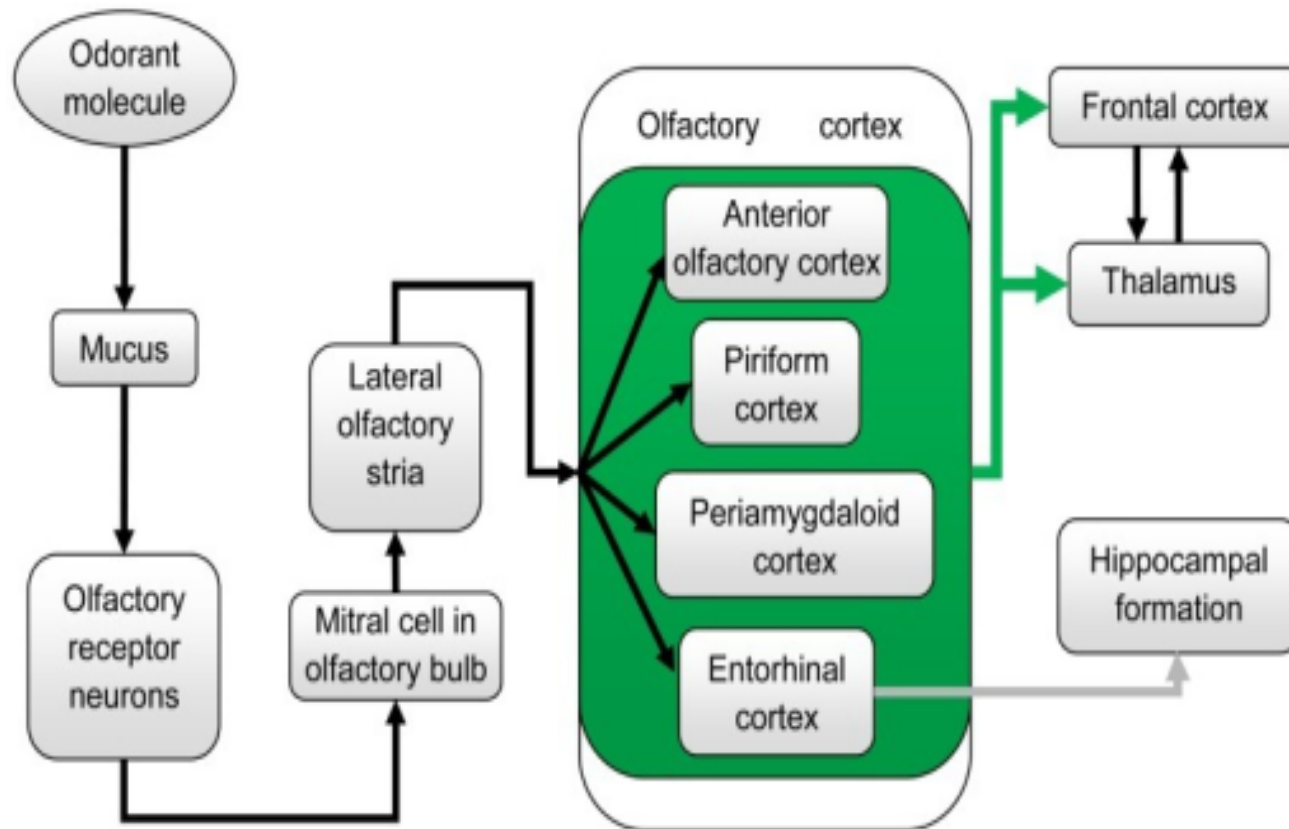 Odorant
molecule
Mucus
Olfactory
receptor
neurons
Mitral cell in
olfactory bulb
Lateral
olfactory
stria
Olfactory cortex
Anterior
olfactory cortex
Piriform
cortex
Periamygdaloid
cortex
Entorhinal
cortex
Frontal cortex
Thalamus
Hippocampal
formation